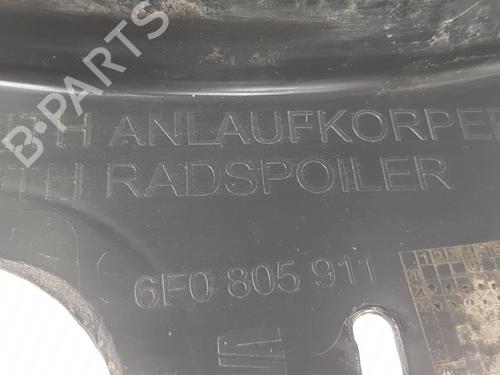 B-PARTS
ANLAUFKORPER
RADSPOILER
6F0 805 911